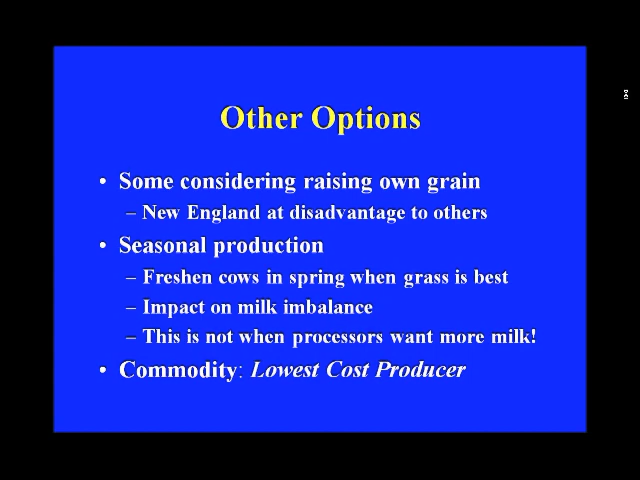 Other Options
• Some considering raising own grain
– New England at disadvantage to others
• Seasonal production
– Freshen cows in spring when grass is best
– Impact on milk imbalance
– This is not when processors want more milk!
• Commodity: Lowest Cost Producer